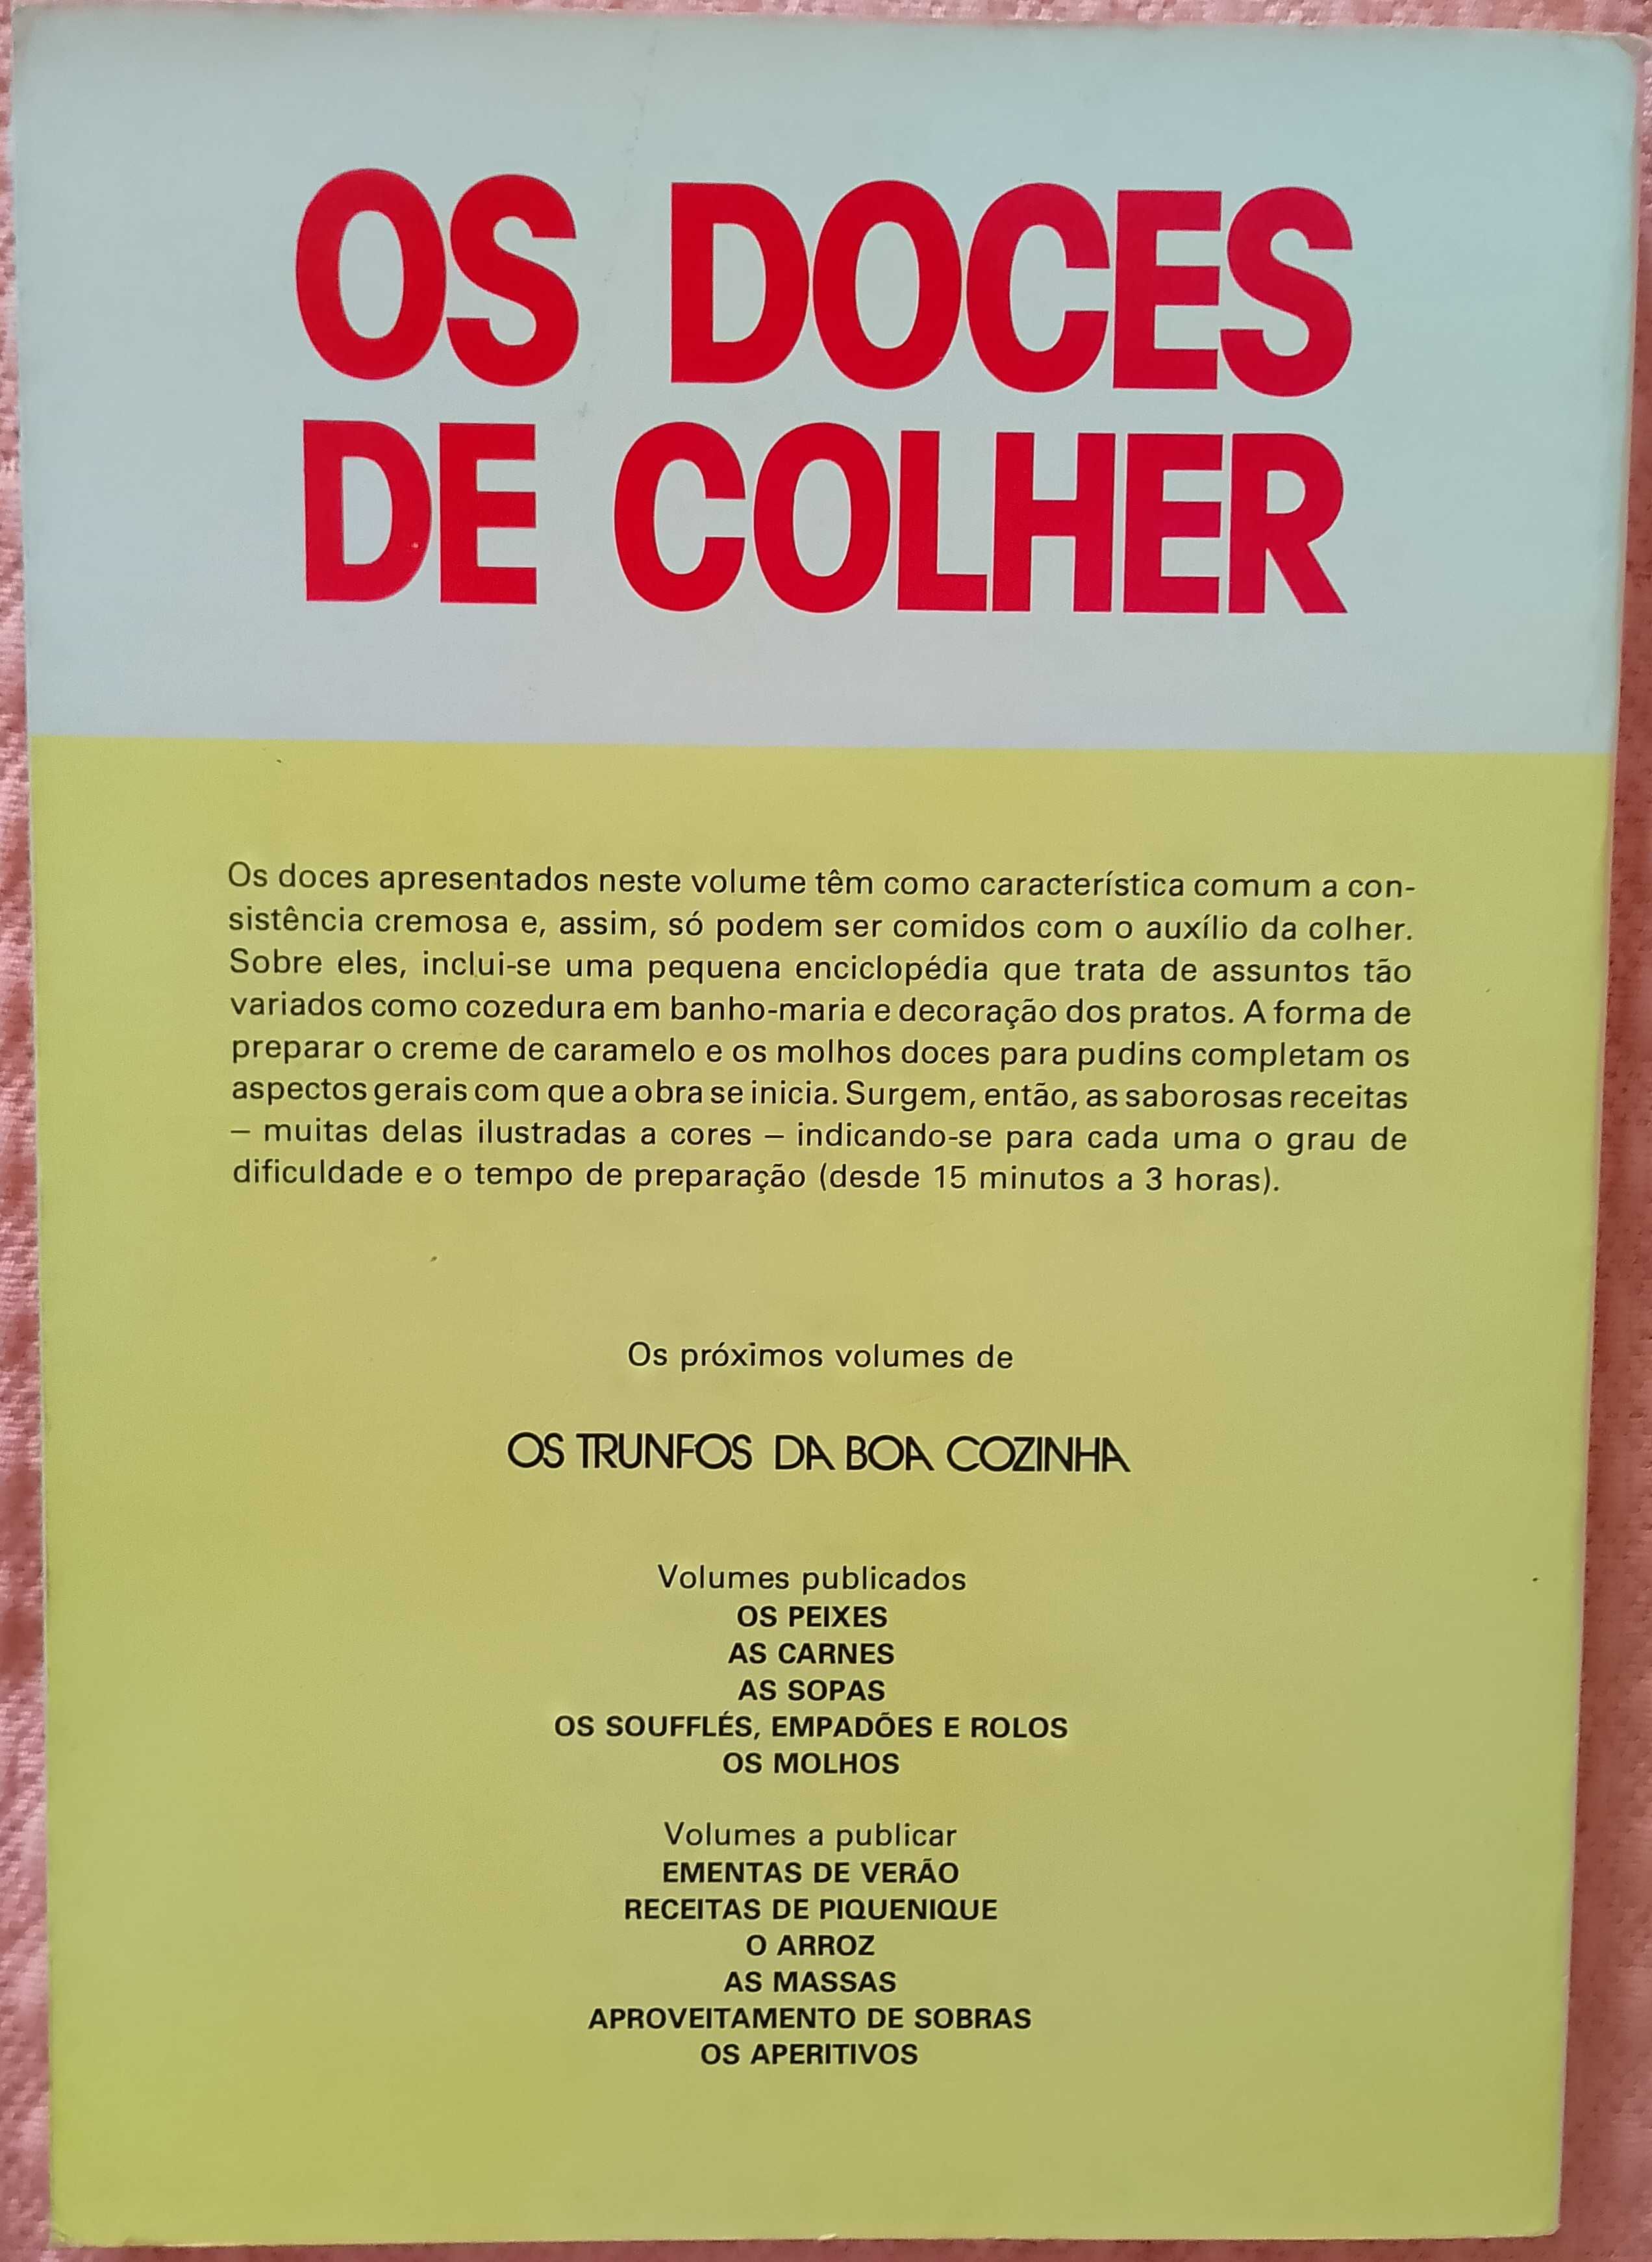 OS DOCES
DE COLHER
Os doces apresentados neste volume têm como característica comum a con-
sistência cremosa e, assim, só podem ser comidos com o auxílio da colher.
Sobre eles, inclui-se uma pequena enciclopédia que trata de assuntos tão
variados como cozedura em banho-maria e decoração dos pratos. A forma de
preparar o creme de caramelo e os molhos doces para pudins completam os
aspectos gerais com que a obra se inicia. Surgem, então, as saborosas receitas
– muitas delas ilustradas a cores – indicando-se para cada uma o grau de
dificuldade e o tempo de preparação (desde 15 minutos a 3 horas).
Os próximos volumes de
OS TRUNFOS DA BOA COZINHA
Volumes publicados
OS PEIXES
AS CARNES
AS SOPAS
OS SOUFFLÉS, EMPADÕES E ROLOS
OS MOLHOS
Volumes a publicar
EMENTAS DE VERÃO
RECEITAS DE PIQUENIQUE
O ARROZ
AS MASSAS
APROVEITAMENTO DE SOBRAS
OS APERITIVOS